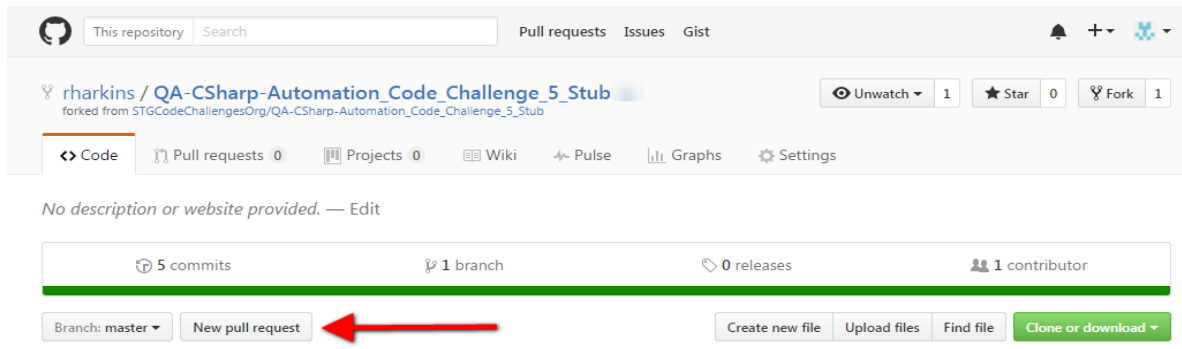 This repository Search Pull requests Issues Gist
rharkins / QA-CSharp-Automation_Code_Challenge_5_Stub Unwatch 1 Star 0 Fork 1
forked from STGCodeChallengesOrg/QA-CSharp-Automation_Code_Challenge_5_Stub
Code Pull requests 0 Projects 0 Wiki Pulse Graphs Settings
No description or website provided. — Edit
5 commits 1 branch 0 releases 1 contributor
Branch: master New pull request Create new file Upload files Find file Clone or download